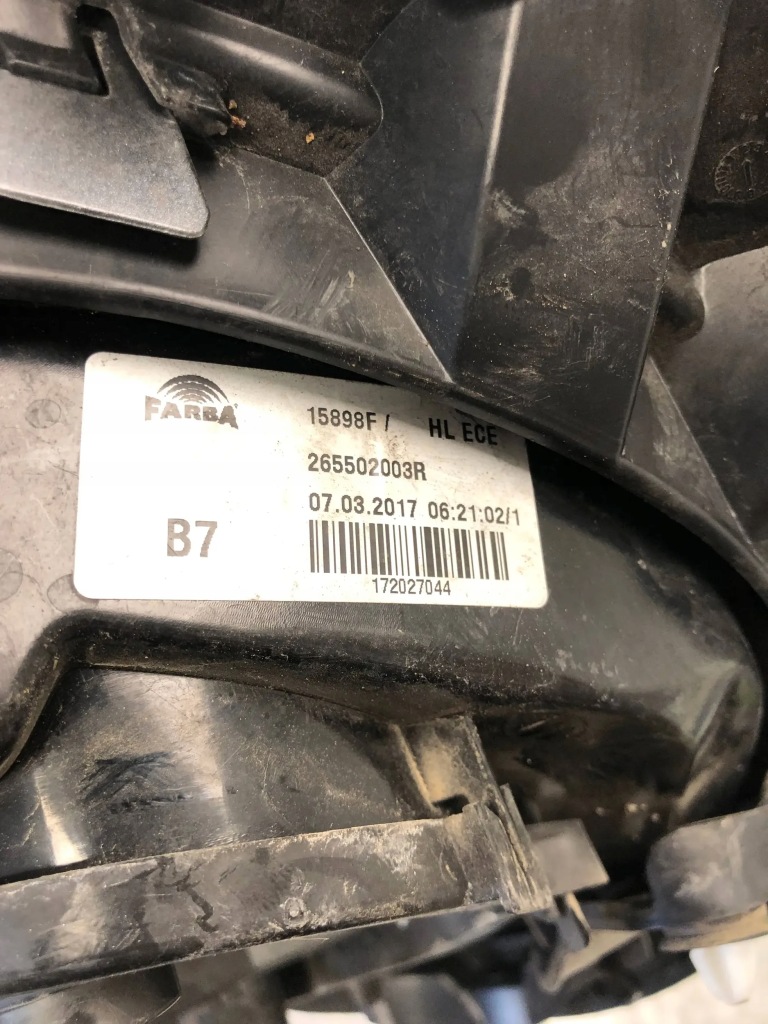 FARBA
15898F / HL ECE
265502003R
07.03.2017 06:21:02/1
B7
172027044